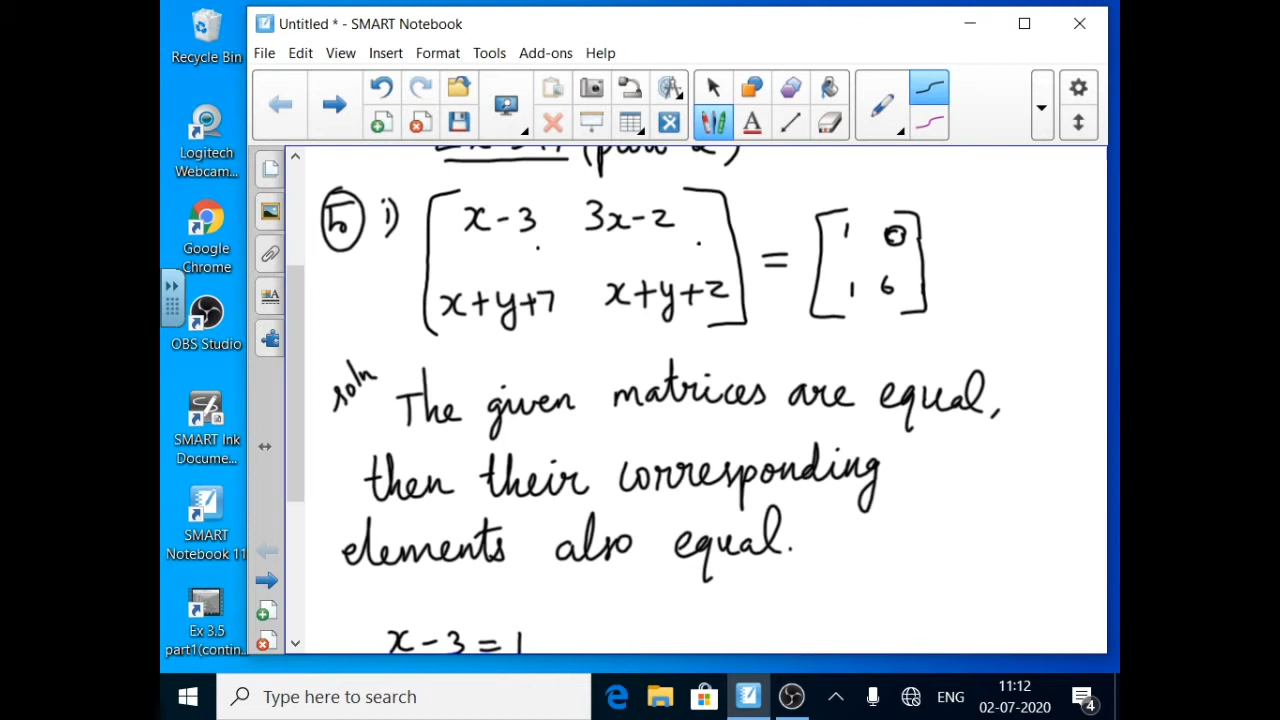 Untitled * - SMART Notebook
File Edit View Insert Format Tools Add-ons Help
Recycle Bin
Logitech
Webcam...
Google
Chrome
OBS Studio
SMART Ink
Docume...
SMART
Notebook 11
Ex 3.5
part1(contin...
5 i) [x-3 3x-z
x+y+7 x+y+z] = [1 0
1 6]
soln The given matrices are equal,
then their corresponding
elements also equal.
x-3=1
Type here to search
ENG
11:12
02-07-2020
4